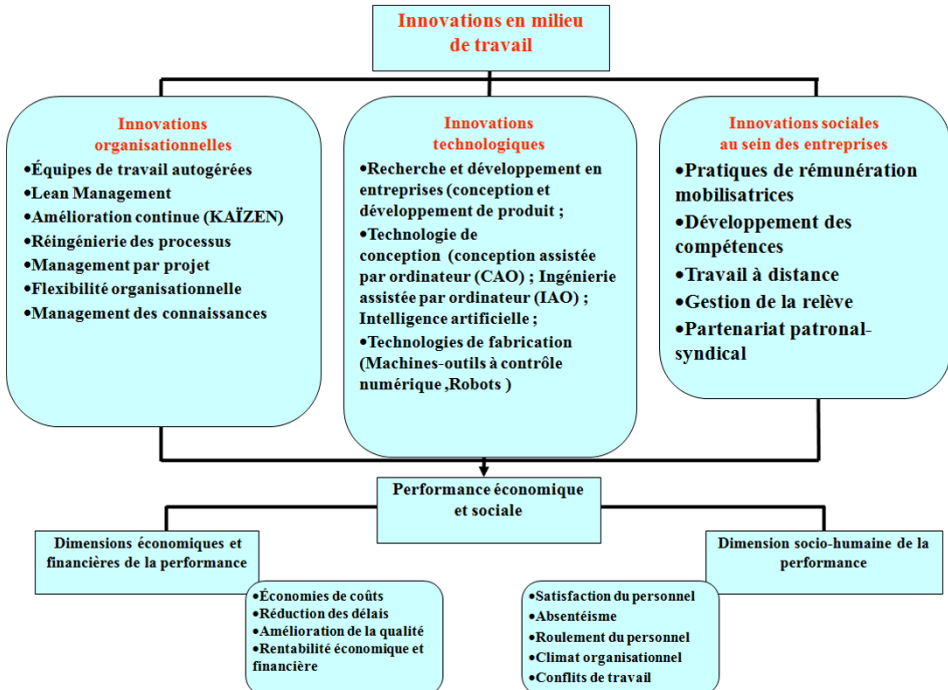 Innovations en milieu
de travail
Innovations
organisationnelles
•Équipes de travail autogérées
•Lean Management
•Amélioration continue (KAÏZEN)
•Réingénierie des processus
•Management par projet
•Flexibilité organisationnelle
•Management des connaissances
Innovations
technologiques
•Recherche et développement en
entreprises (conception et
développement de produit ;
•Technologie de
conception (conception assistée
par ordinateur (CAO) ; Ingénierie
assistée par ordinateur (IAO) ;
Intelligence artificielle ;
•Technologies de fabrication
(Machines-outils à contrôle
numérique ,Robots )
Innovations sociales
au sein des entreprises
•Pratiques de rémunération
mobilisatrices
•Développement des
compétences
•Travail à distance
•Gestion de la relève
•Partenariat patronal-
syndical
Performance économique
et sociale
Dimensions économiques et
financières de la performance
Dimension socio-humaine de la
performance
•Économies de coûts
•Réduction des délais
•Amélioration de la qualité
•Rentabilité économique et
financière
•Satisfaction du personnel
•Absentéisme
•Roulement du personnel
•Climat organisationnel
•Conflits de travail